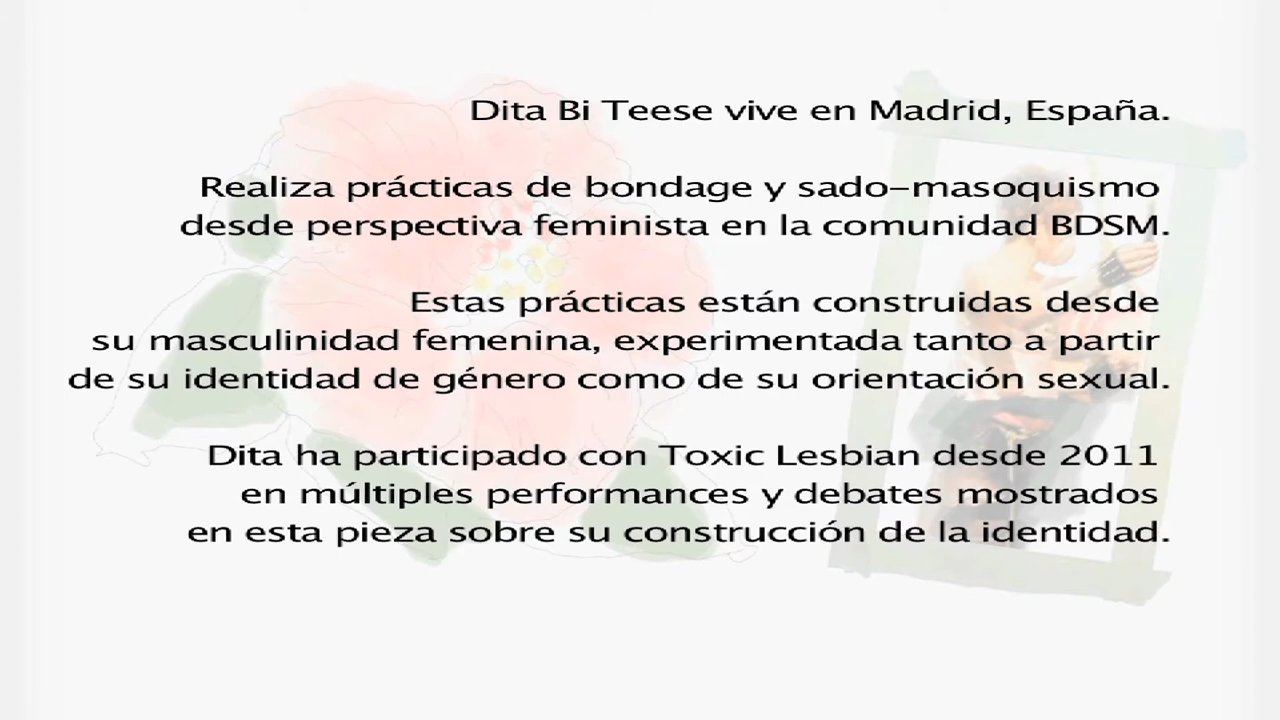 Dita Bi Teese vive en Madrid, España.
Realiza prácticas de bondage y sado-masoquismo
desde perspectiva feminista en la comunidad BDSM.
Estas prácticas están construidas desde
su masculinidad femenina, experimentada tanto a partir
de su identidad de género como de su orientación sexual.
Dita ha participado con Toxic Lesbian desde 2011
en múltiples performances y debates mostrados
en esta pieza sobre su construcción de la identidad.